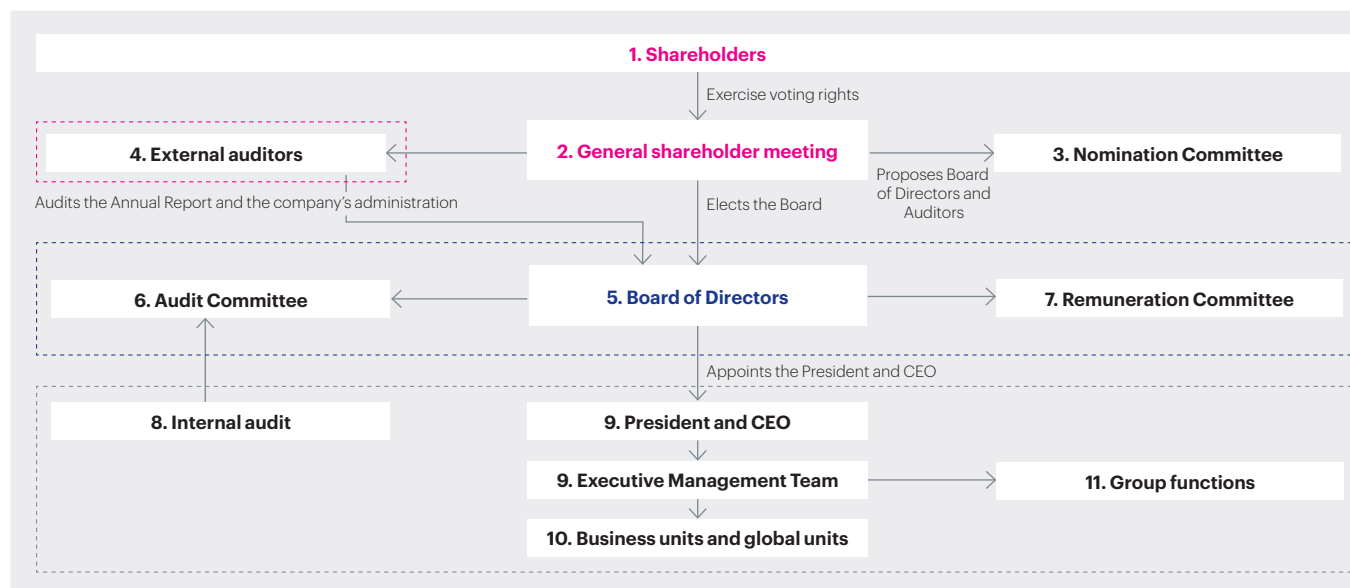 1. Shareholders
Exercise voting rights
4. External auditors
2. General shareholder meeting
3. Nomination Committee
Audits the Annual Report and the company's administration
Elects the Board
Proposes Board
of Directors and
Auditors
6. Audit Committee
5. Board of Directors
7. Remuneration Committee
Appoints the President and CEO
8. Internal audit
9. President and CEO
9. Executive Management Team
11. Group functions
10. Business units and global units